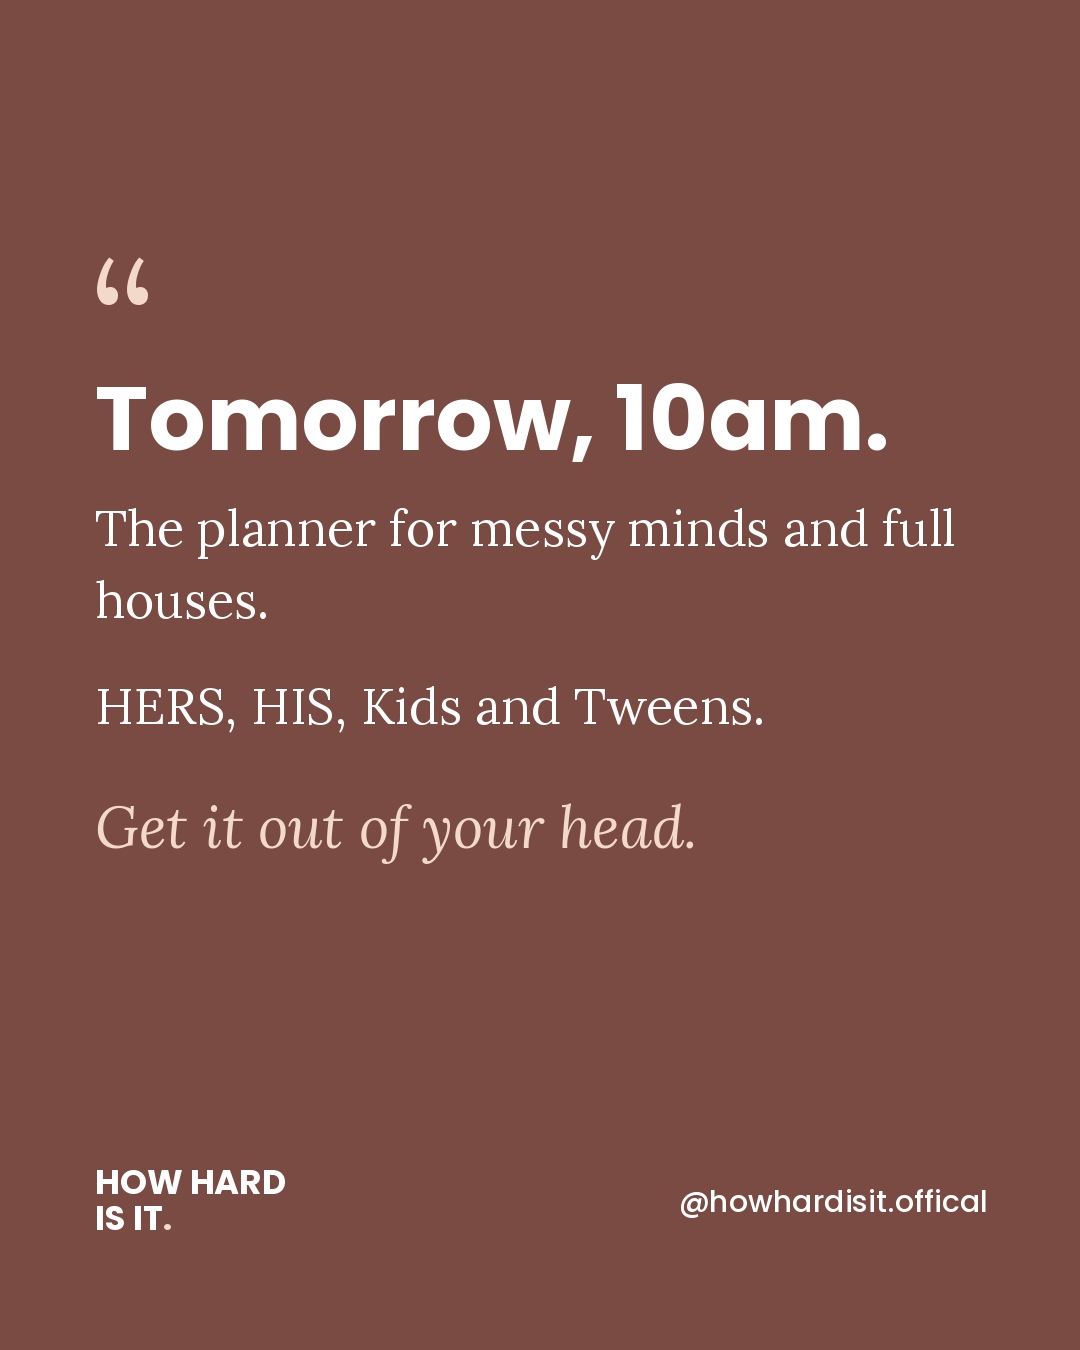 “
Tomorrow, 10am.
The planner for messy minds and full
houses.
HERS, HIS, Kids and Tweens.
Get it out of your head.
HOW HARD
IS IT.
@howhardisit.offical